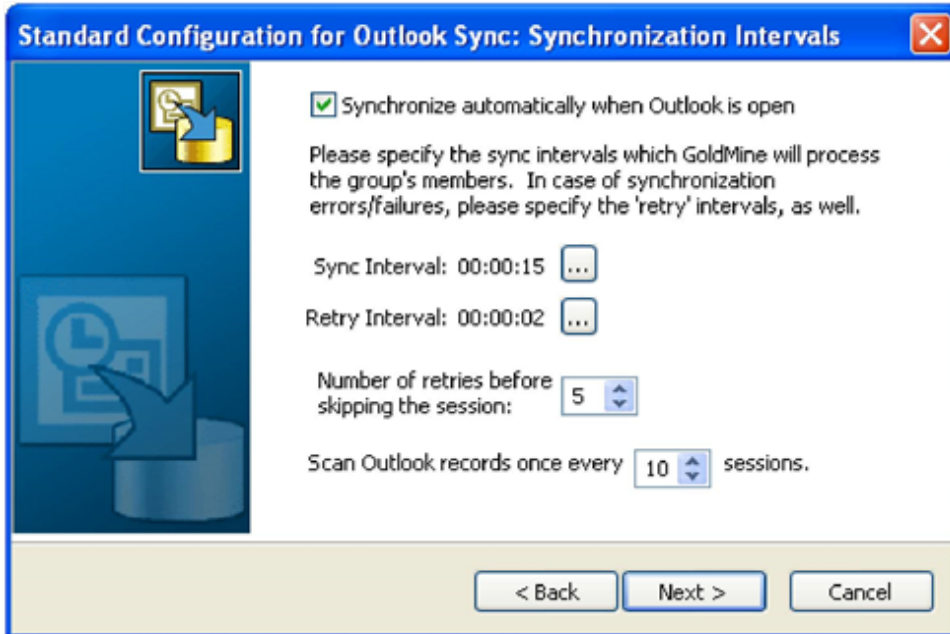 Standard Configuration for Outlook Sync: Synchronization Intervals
Synchronize automatically when Outlook is open
Please specify the sync intervals which GoldMine will process
the group's members. In case of synchronization
errors/failures, please specify the 'retry' intervals, as well.
Sync Interval: 00:00:15 ...
Retry Interval: 00:00:02 ...
Number of retries before
skipping the session: 5
Scan Outlook records once every 10 sessions.
< Back Next > Cancel